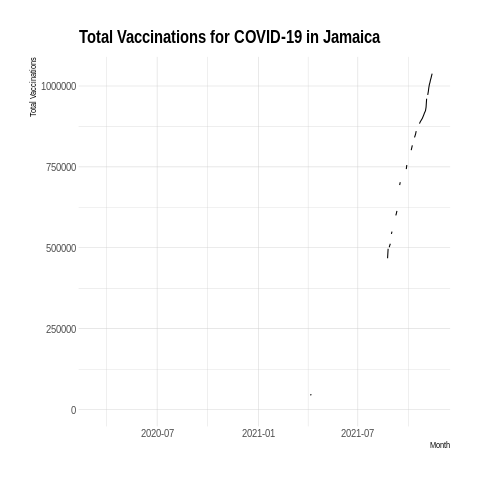 Total Vaccinations for COVID-19 in Jamaica
Total Vaccinations
1000000
750000
500000
250000
0
2020-07 2021-01 2021-07
Month